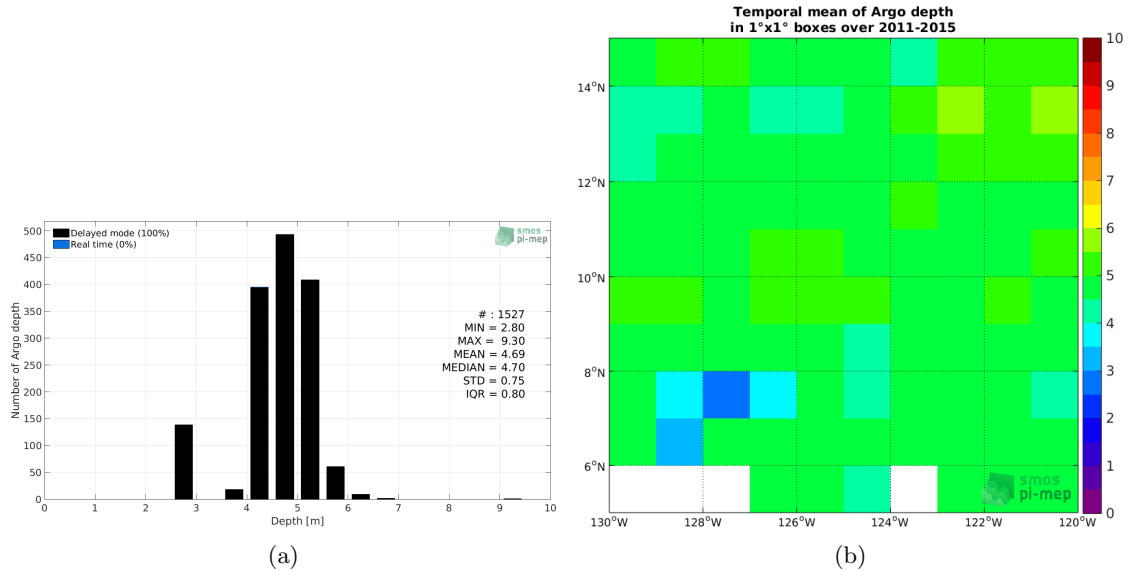 Delayed mode (100%)
Real time (0%)
smos
pi-mep
500
450
400
350
300
250
200
150
100
50
0
Number of Argo depth
# : 1527
MIN = 2.80
MAX = 9.30
MEAN = 4.69
MEDIAN = 4.70
STD = 0.75
IQR = 0.80
0 1 2 3 4 5 6 7 8 9 10
Depth [m]
(a)
Temporal mean of Argo depth
in 1°x1° boxes over 2011-2015
14°N
12°N
10°N
8°N
6°N
130°W 128°W 126°W 124°W 122°W 120°W
smos
pi-mep
10
9
8
7
6
5
4
3
2
1
0
(b)